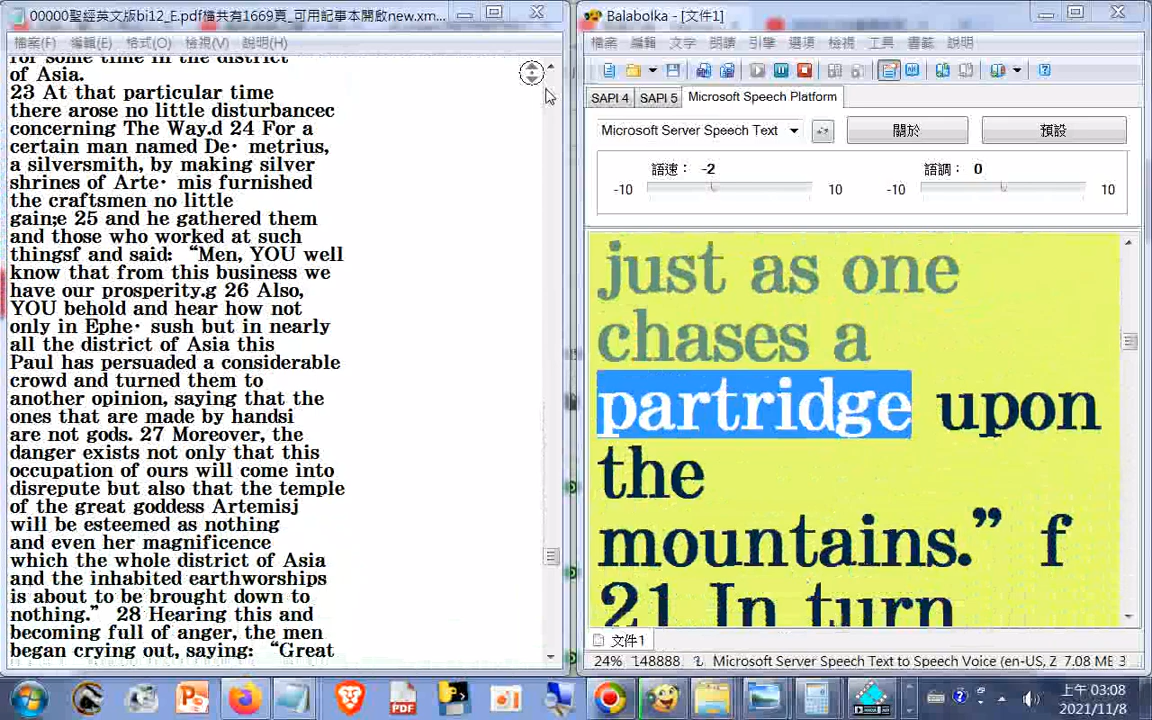 00000聖經英文版bi12_E.pdf檔共有1669頁_可用記事本開啟new.xm...
檔案(F) 編輯(E) 格式(O) 檢視(V) 說明(H)
for some time in the district
of Asia.
23 At that particular time
there arose no little disturbancec
concerning The Way.d 24 For a
certain man named De· metrius,
a silversmith, by making silver
shrines of Arte· mis furnished
the craftsmen no little
gain;e 25 and he gathered them
and those who worked at such
thingsf and said: “Men, YOU well
know that from this business we
have our prosperity.g 26 Also,
YOU behold and hear how not
only in Ephe· sush but in nearly
all the district of Asia this
Paul has persuaded a considerable
crowd and turned them to
another opinion, saying that the
ones that are made by handsi
are not gods. 27 Moreover, the
danger exists not only that this
occupation of ours will come into
disrepute but also that the temple
of the great goddess Artemisj
will be esteemed as nothing
and even her magnificence
which the whole district of Asia
and the inhabited earthworships
is about to be brought down to
nothing.” 28 Hearing this and
becoming full of anger, the men
began crying out, saying: “Great
Balabolka - [文件1]
檔案 編輯 文字 朗讀 引擎 選項 檢視 工具 書籤 說明
SAPI 4 SAPI 5 Microsoft Speech Platform
Microsoft Server Speech Text 關於 預設
語速： -2 語調： 0
-10 10 -10 10
just as one
chases a
partridge upon
the
mountains.” f
21 In turn
文件1
24% 148888 Microsoft Server Speech Text to Speech Voice (en-US, Z 7.08 MB 3
上午 03:08
2021/11/8